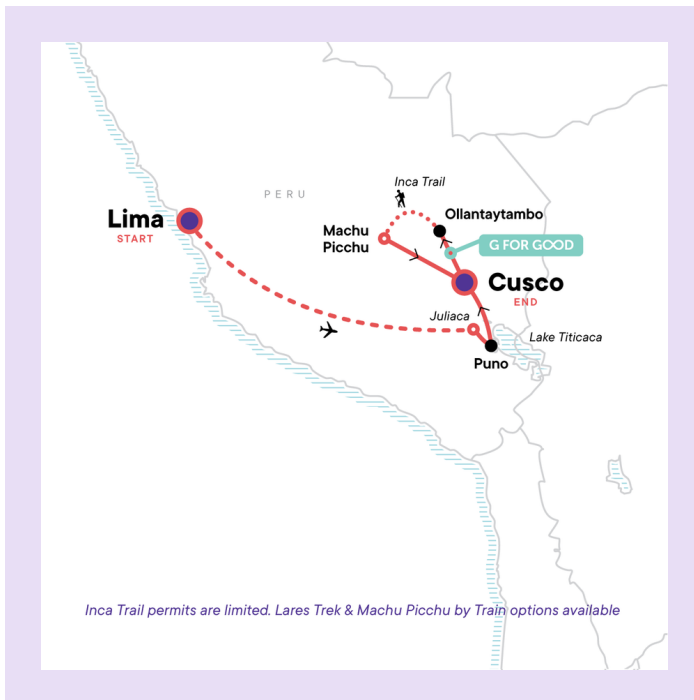 Inca Trail
PERU
Lima
START
Ollantaytambo
Machu
Picchu
G FOR GOOD
Cusco
END
Juliaca
Lake Titicaca
Puno
Inca Trail permits are limited. Lares Trek & Machu Picchu by Train options available